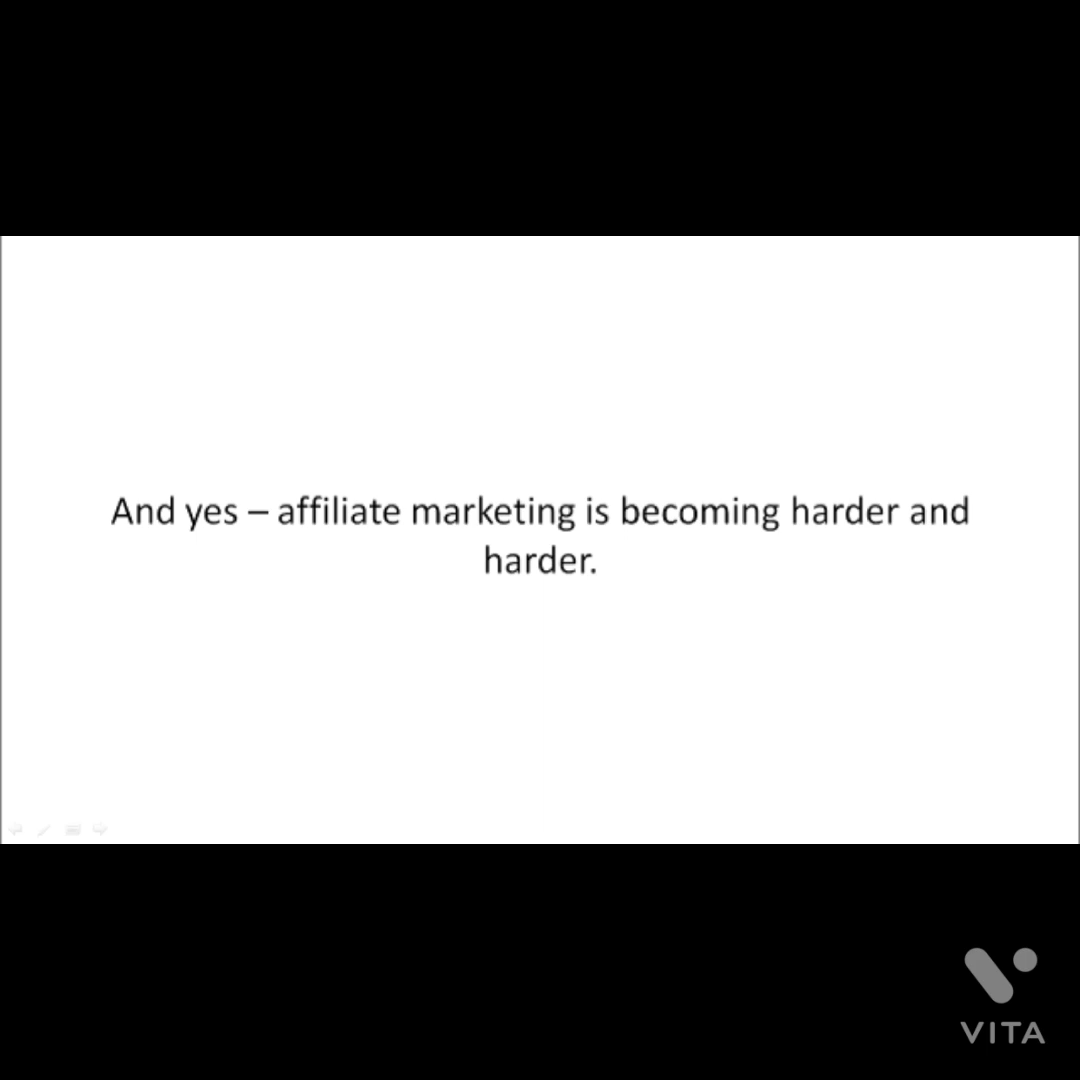 And yes – affiliate marketing is becoming harder and
harder.
VITA